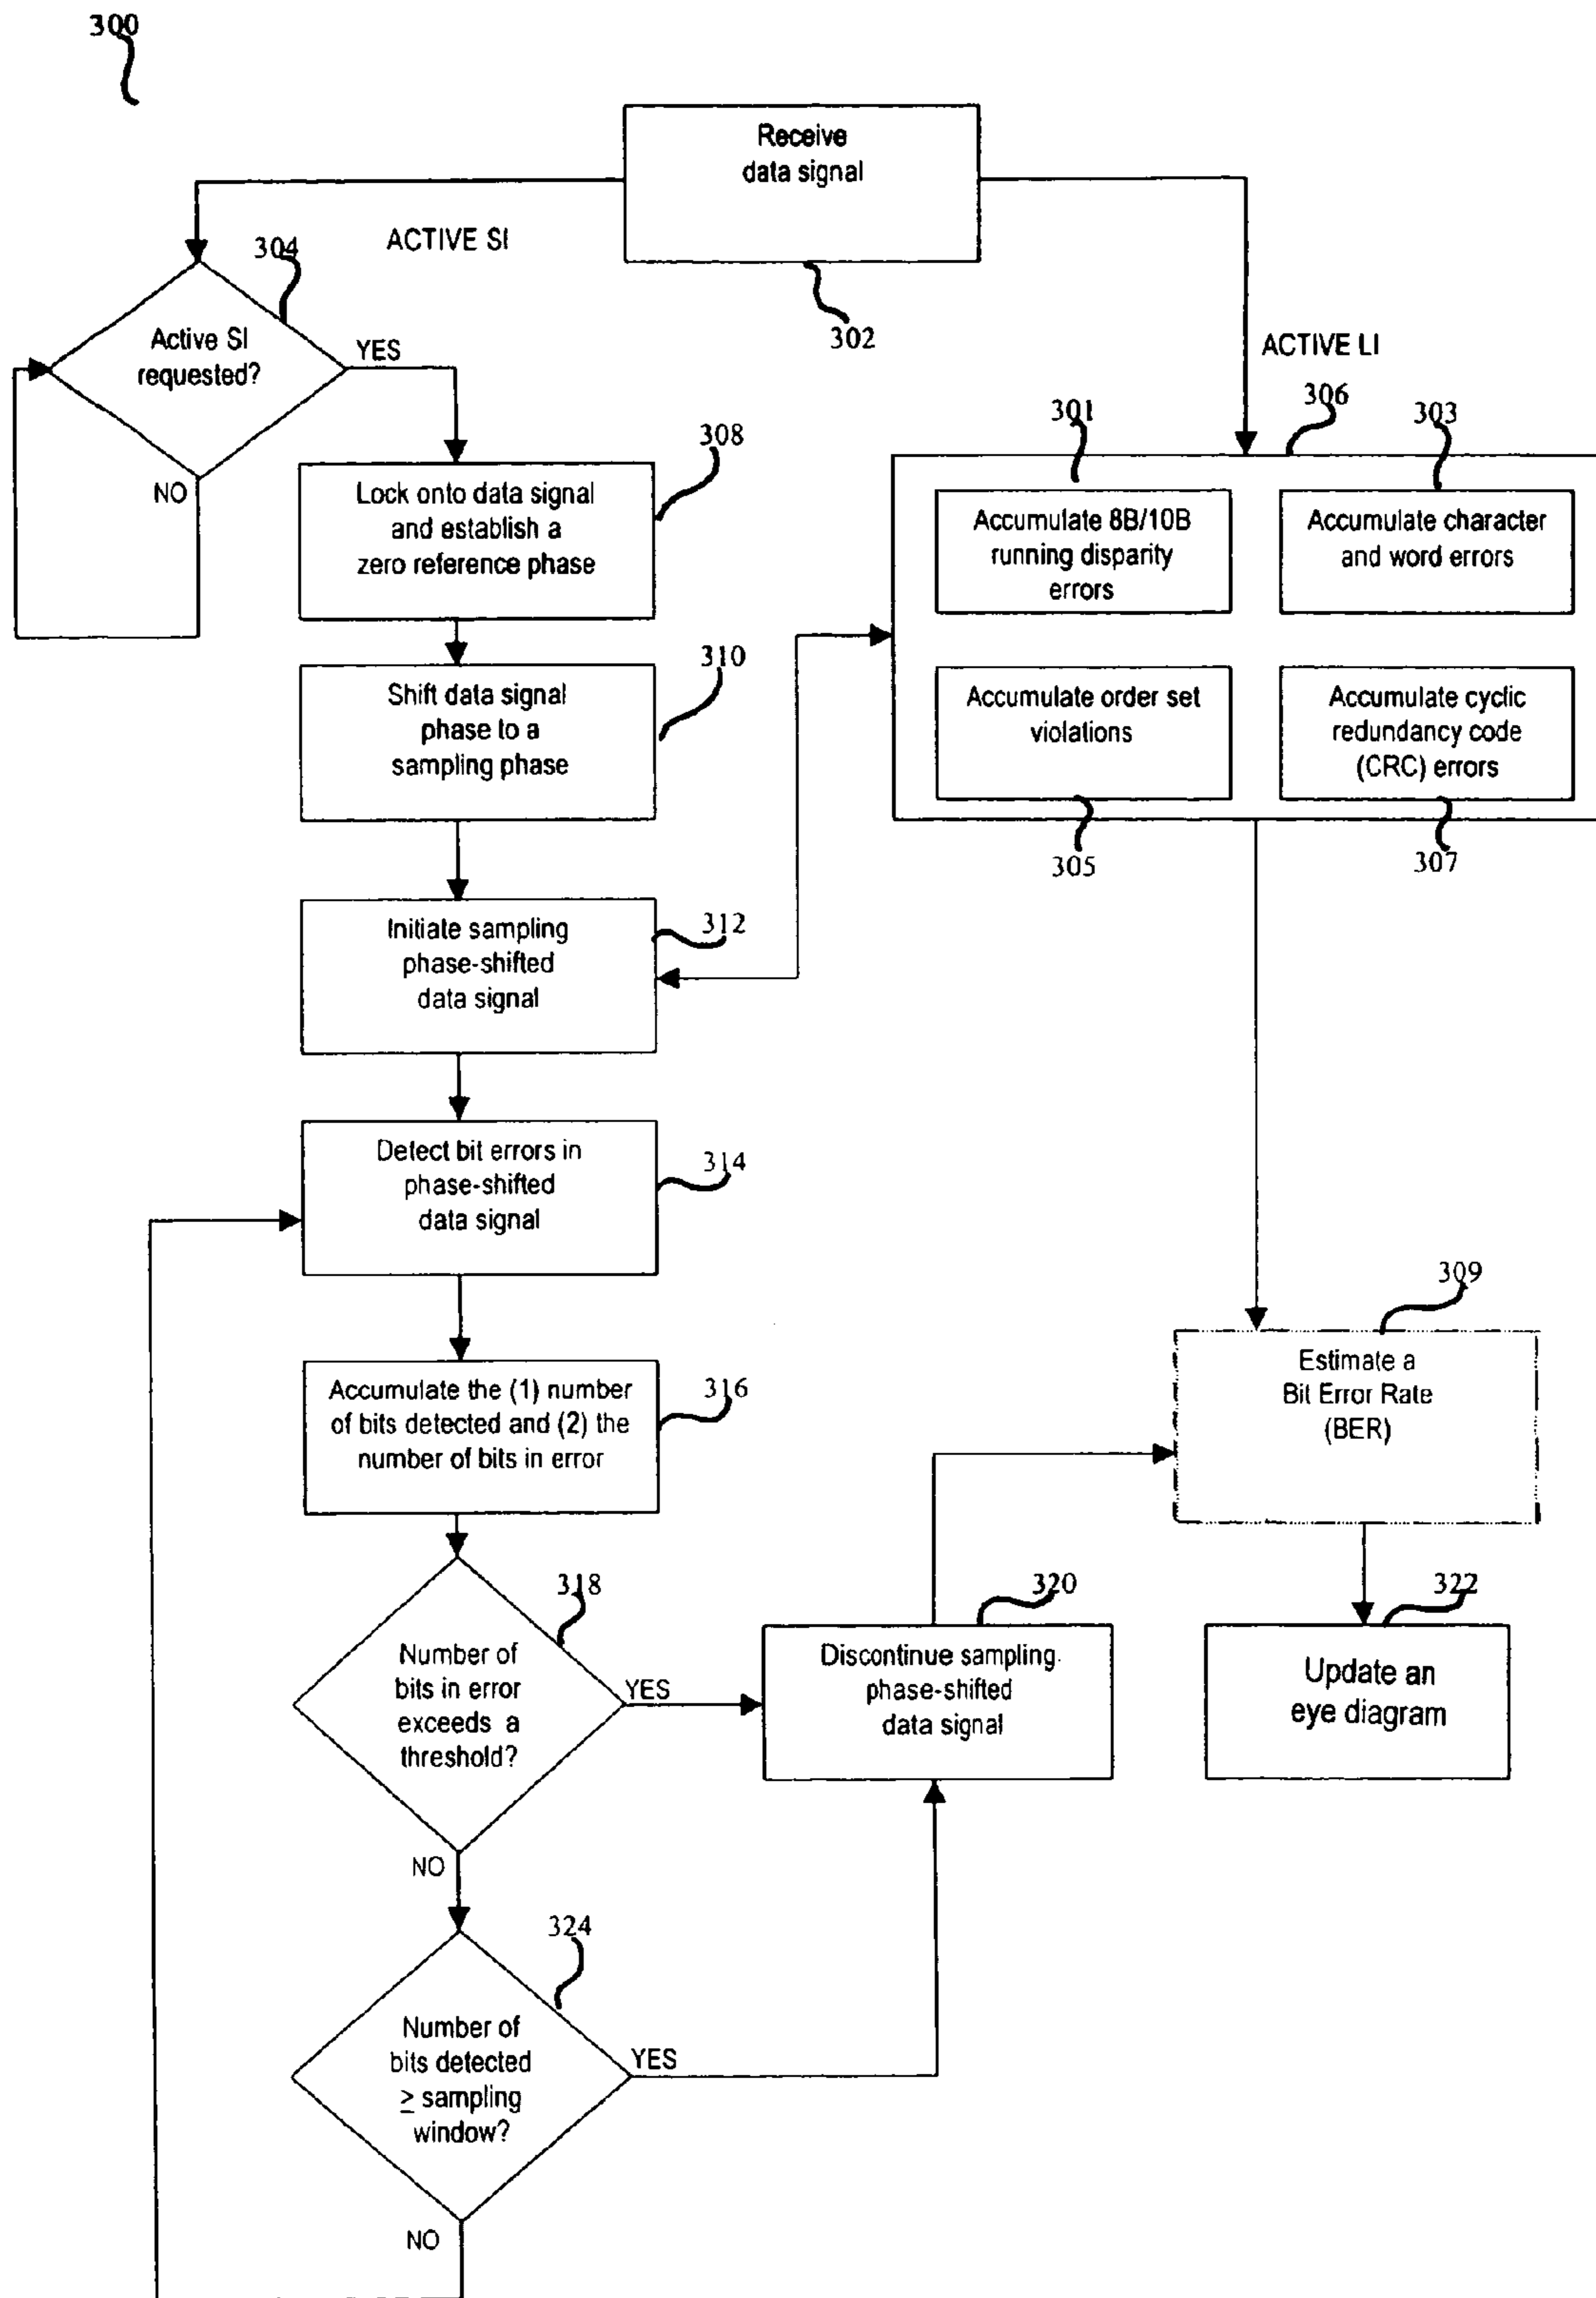 300
Receive
data signal
302
ACTIVE SI
304
Active SI
requested?
YES
NO
ACTIVE LI
306
301
303
Accumulate 8B/10B
running disparity
errors
Accumulate character
and word errors
Accumulate order set
violations
Accumulate cyclic
redundancy code
(CRC) errors
305
307
308
Lock onto data signal
and establish a
zero reference phase
310
Shift data signal
phase to a
sampling phase
312
Initiate sampling
phase-shifted
data signal
314
Detect bit errors in
phase-shifted
data signal
316
Accumulate the (1) number
of bits detected and (2) the
number of bits in error
309
Estimate a
Bit Error Rate
(BER)
318
Number of
bits in error
exceeds a
threshold?
YES
NO
320
Discontinue sampling
phase-shifted
data signal
322
Update an
eye diagram
324
Number of
bits detected
≥ sampling
window?
YES
NO